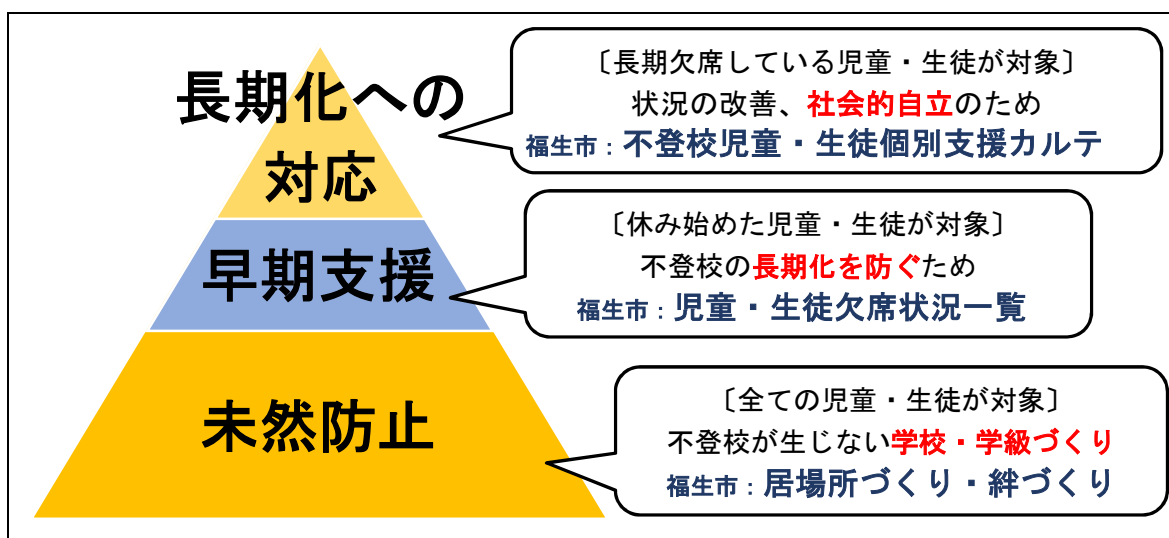 長期化への
対応
〔長期欠席している児童・生徒が対象〕
状況の改善、社会的自立のため
福生市：不登校児童・生徒個別支援カルテ
早期支援
〔休み始めた児童・生徒が対象〕
不登校の長期化を防ぐため
福生市：児童・生徒欠席状況一覧
未然防止
〔全ての児童・生徒が対象〕
不登校が生じない学校・学級づくり
福生市：居場所づくり・絆づくり